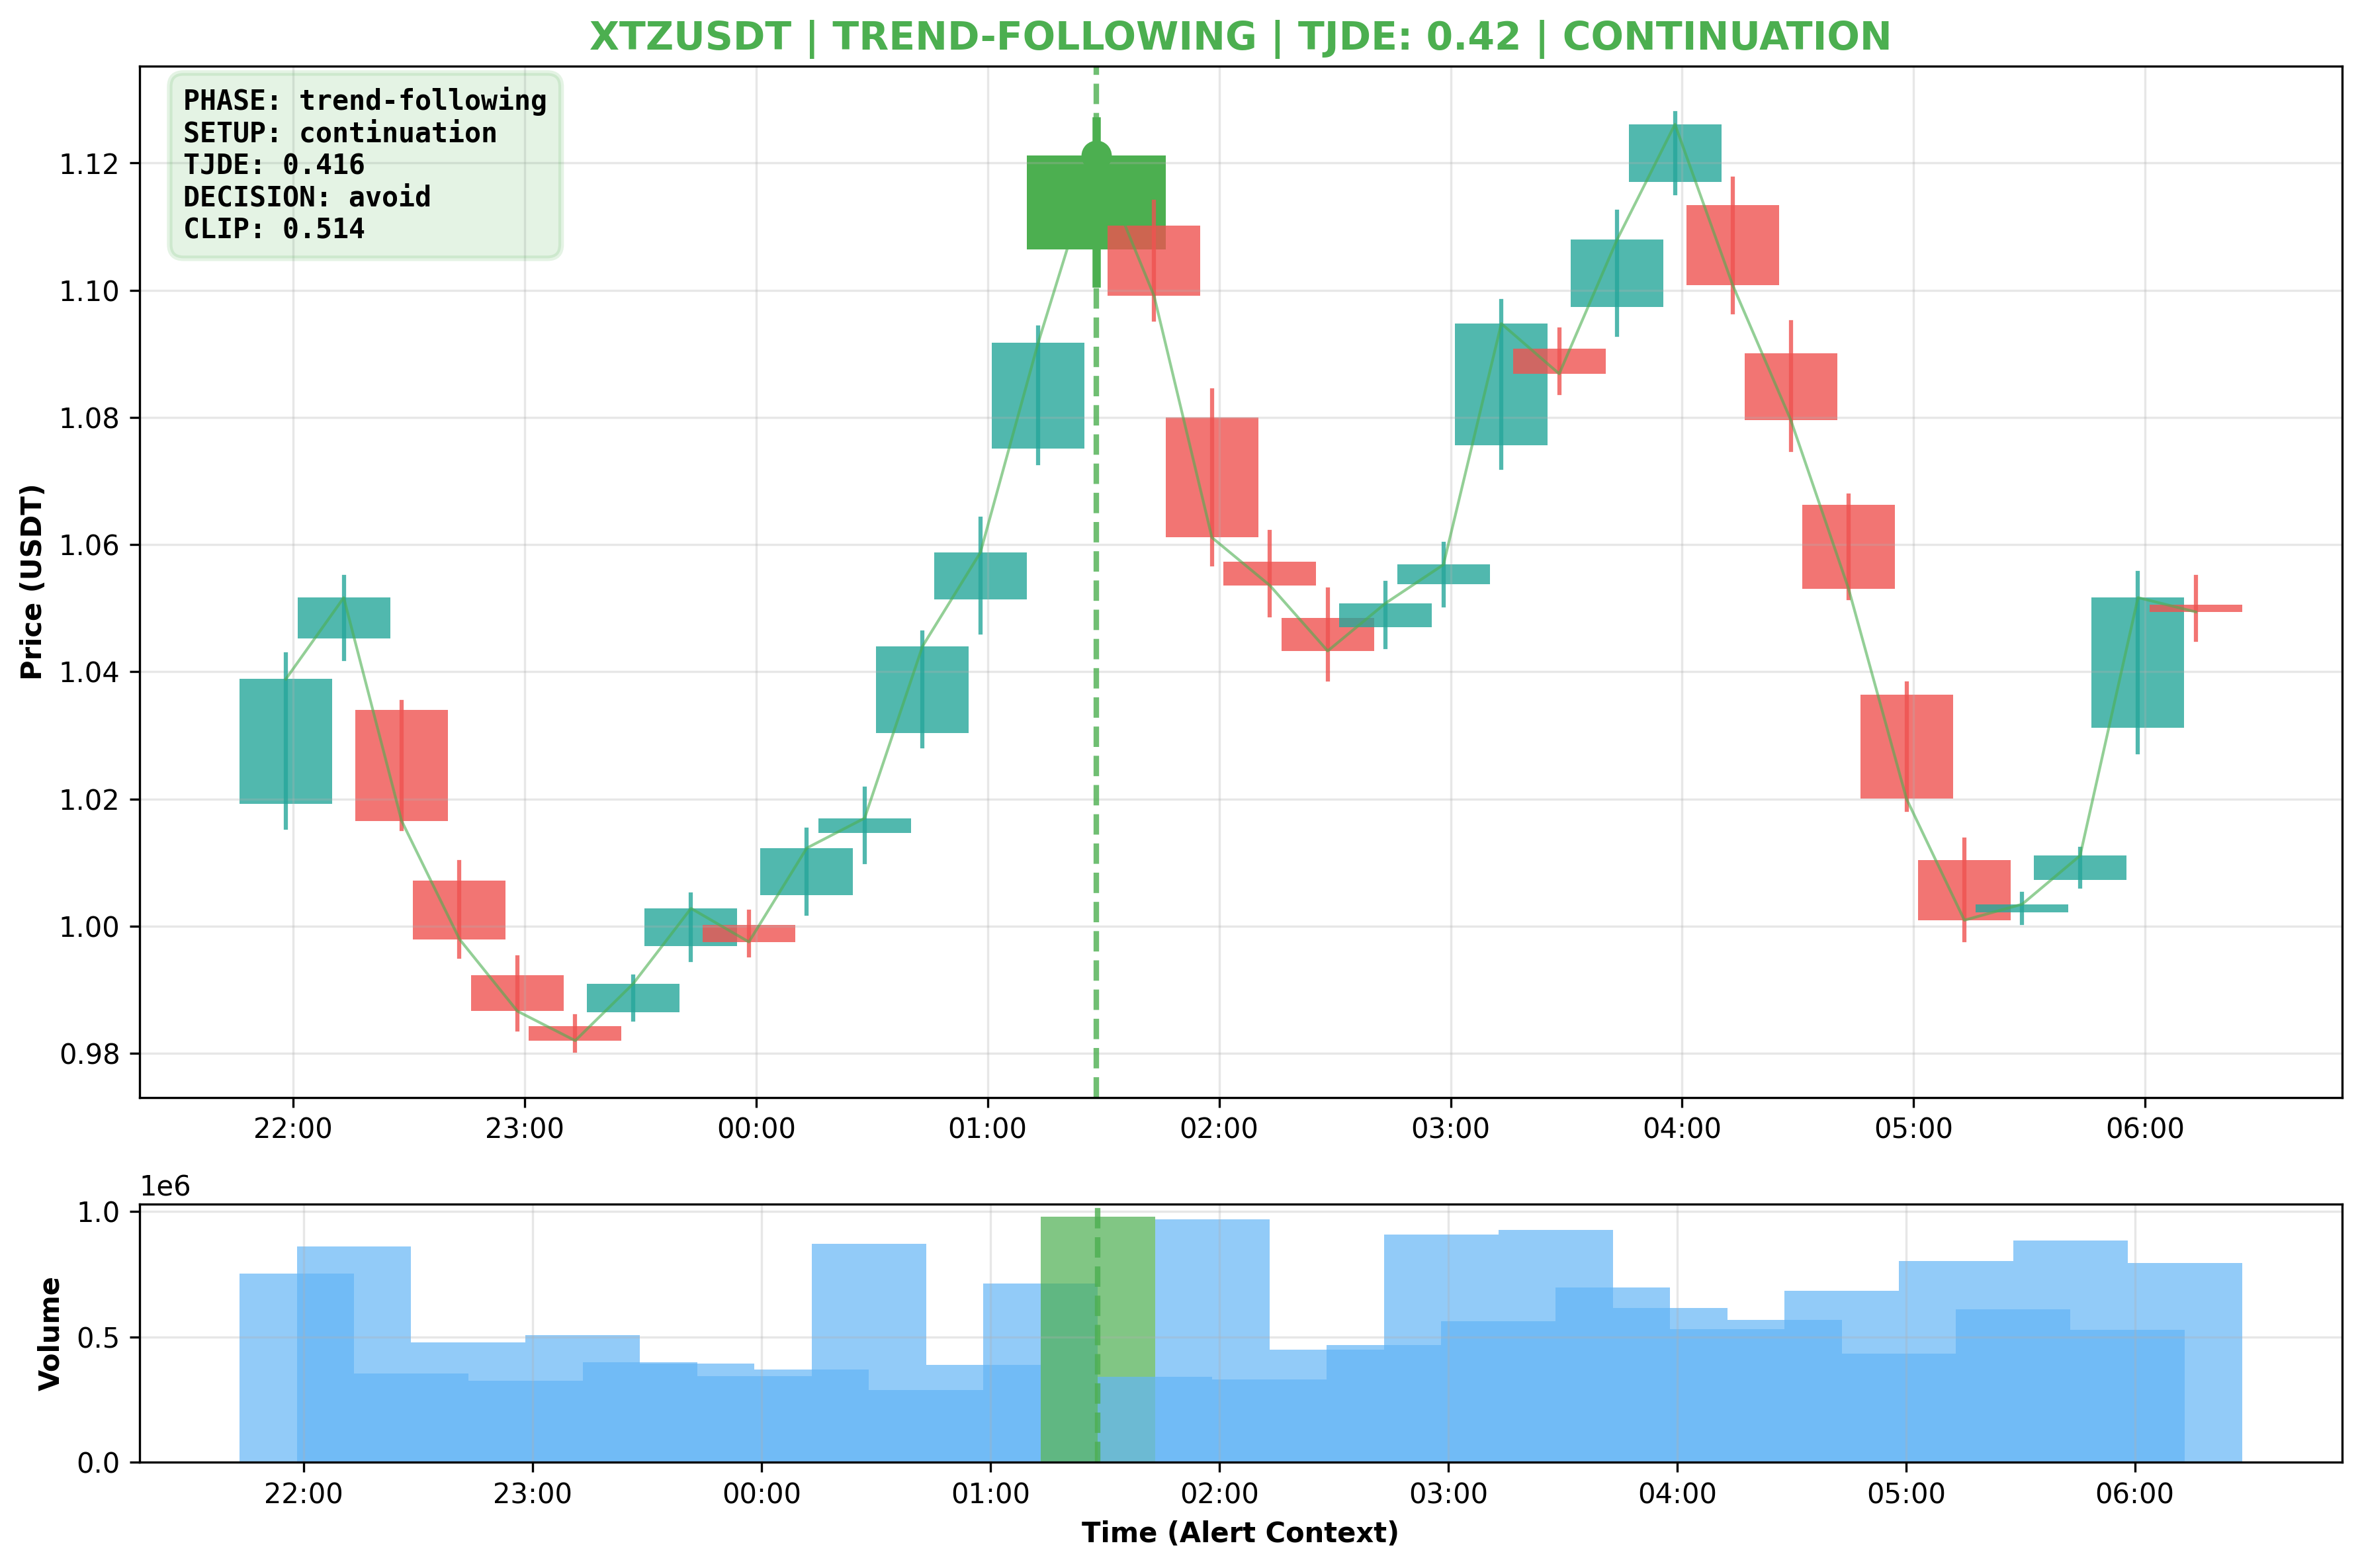 XTZUSDT | TREND-FOLLOWING | TJDE: 0.42 | CONTINUATION
PHASE: trend-following
SETUP: continuation
TJDE: 0.416
DECISION: avoid
CLIP: 0.514
Price (USDT)
1.12
1.10
1.08
1.06
1.04
1.02
1.00
0.98
22:00 23:00 00:00 01:00 02:00 03:00 04:00 05:00 06:00
1e6
Volume
1.0
0.5
0.0
22:00 23:00 00:00 01:00 02:00 03:00 04:00 05:00 06:00
Time (Alert Context)